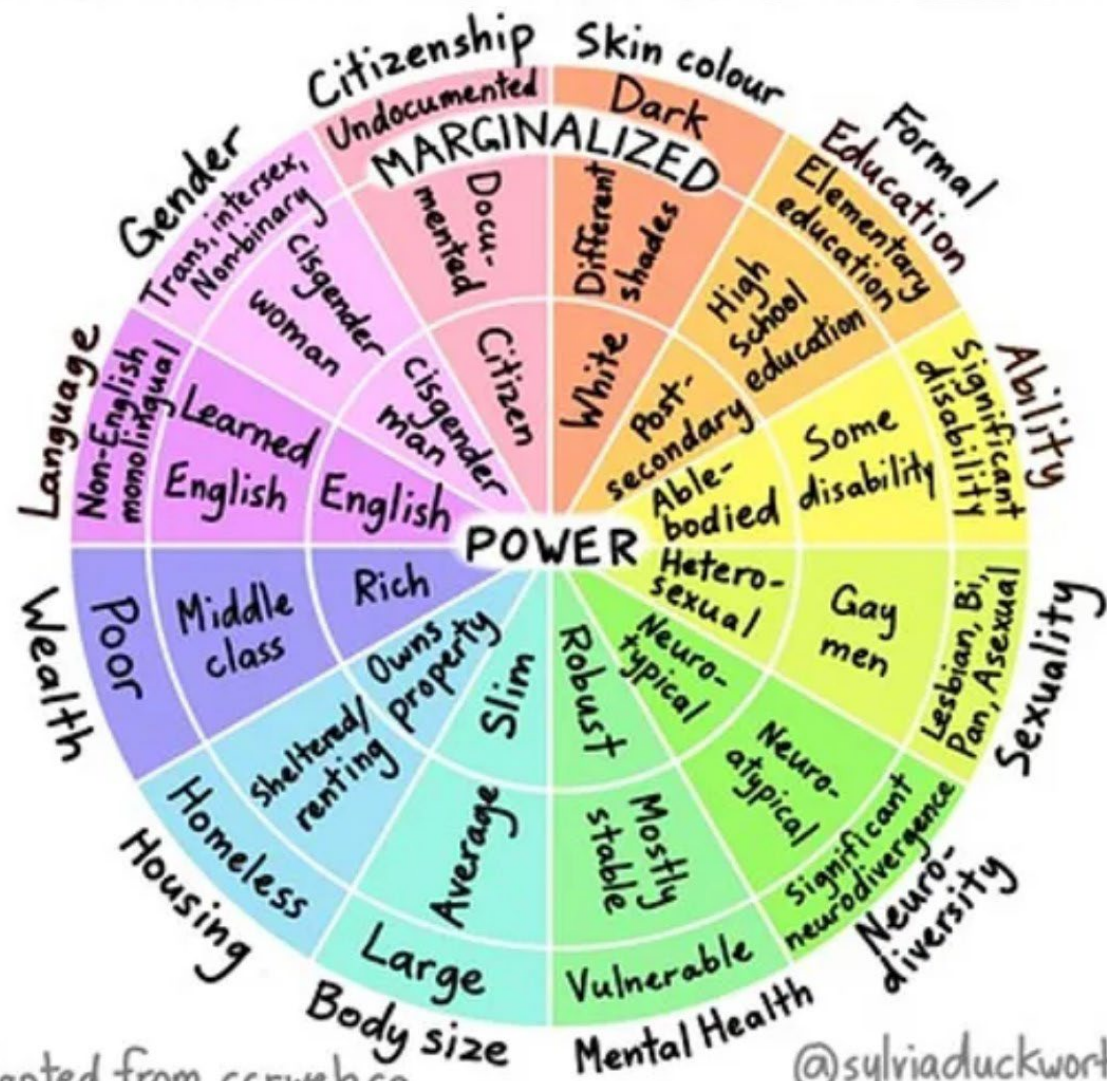 Citizenship
Undocumented
Docu-
mented
Citizen
Skin colour
Dark
Different
shades
White
MARGINALIZED
Formal
Education
Elementary
education
High
school
education
Post-
secondary
Ability
Significant
disability
Some
disability
Able-
bodied
Sexuality
Lesbian, Bi,
Pan, Asexual
Gay
men
Hetero-
sexual
Neuro-
diversity
Significant
neurodivergence
Neuro-
atypical
Neuro-
typical
Mental Health
Vulnerable
Mostly
stable
Robust
Body size
Large
Average
Slim
Housing
Homeless
Sheltered/
renting
Owns
property
Wealth
Poor
Middle
class
Rich
Language
Non-English
monolingual
Learned
English
English
Gender
Trans, intersex,
Non-binary
Cisgender
woman
cisgender
man
POWER
from
@sylviaduckwort